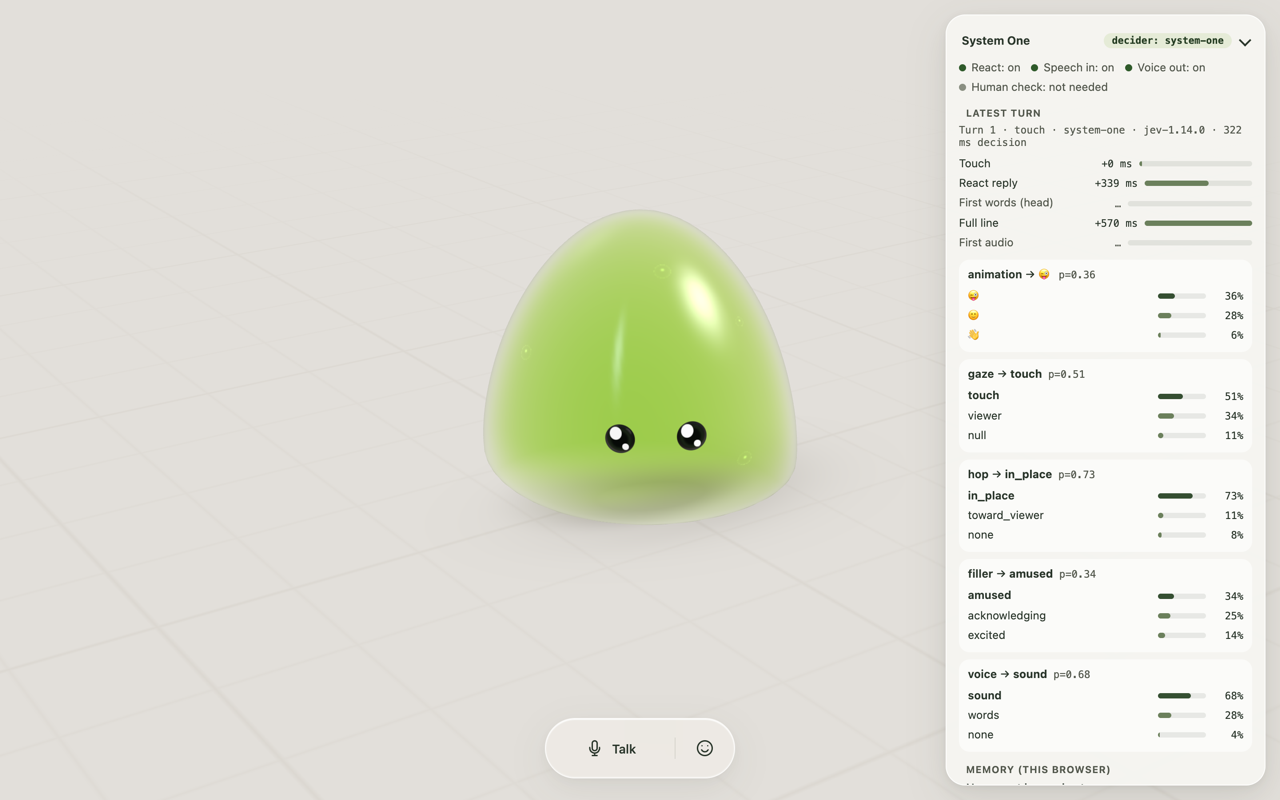 System One
decider: system-one
React: on
Speech in: on
Voice out: on
Human check: not needed
LATEST TURN
Turn 1 · touch · system-one · jev-1.14.0 · 322
ms decision
Touch +0 ms
React reply +339 ms
First words (head) …
Full line +570 ms
First audio …
animation → 😜 p=0.36
😜 36%
😊 28%
👋 6%
gaze → touch p=0.51
touch 51%
viewer 34%
null 11%
hop → in_place p=0.73
in_place 73%
toward_viewer 11%
none 8%
filler → amused p=0.34
amused 34%
acknowledging 25%
excited 14%
voice → sound p=0.68
sound 68%
words 28%
none 4%
MEMORY (THIS BROWSER)
Talk